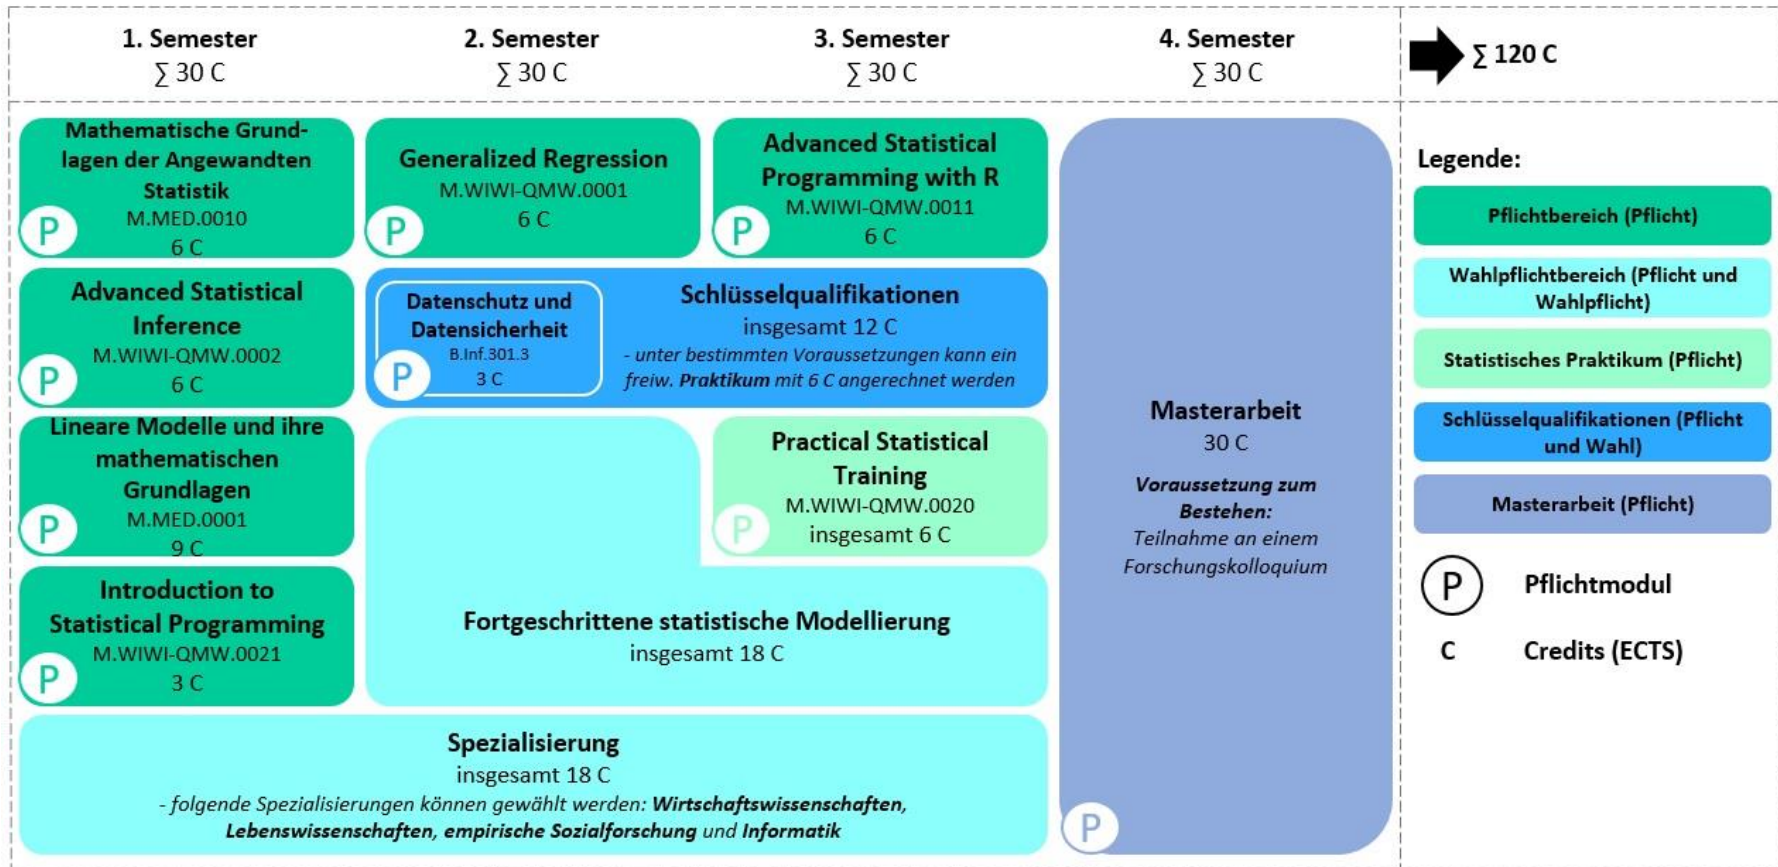 1. Semester
∑ 30 C
2. Semester
∑ 30 C
3. Semester
∑ 30 C
4. Semester
∑ 30 C
∑ 120 C
Mathematische Grund-
lagen der Angewandten
Statistik
M.MED.0010
6 C
P
Generalized Regression
M.WIWI-QMW.0001
6 C
P
Advanced Statistical
Programming with R
M.WIWI-QMW.0011
6 C
P
Advanced Statistical
Inference
M.WIWI-QMW.0002
6 C
P
Datenschutz und
Datensicherheit
B.Inf.301.3
3 C
P
Schlüsselqualifikationen
insgesamt 12 C
- unter bestimmten Voraussetzungen kann ein
freiw. Praktikum mit 6 C angerechnet werden
Lineare Modelle und ihre
mathematischen
Grundlagen
M.MED.0001
9 C
P
Practical Statistical
Training
M.WIWI-QMW.0020
insgesamt 6 C
P
Introduction to
Statistical Programming
M.WIWI-QMW.0021
3 C
P
Fortgeschrittene statistische Modellierung
insgesamt 18 C
Spezialisierung
insgesamt 18 C
- folgende Spezialisierungen können gewählt werden: Wirtschaftswissenschaften,
Lebenswissenschaften, empirische Sozialforschung und Informatik
Masterarbeit
30 C
Voraussetzung zum
Bestehen:
Teilnahme an einem
Forschungskolloquium
P
Legende:
Pflichtbereich (Pflicht)
Wahlpflichtbereich (Pflicht und
Wahlpflicht)
Statistisches Praktikum (Pflicht)
Schlüsselqualifikationen (Pflicht
und Wahl)
Masterarbeit (Pflicht)
P Pflichtmodul
C Credits (ECTS)